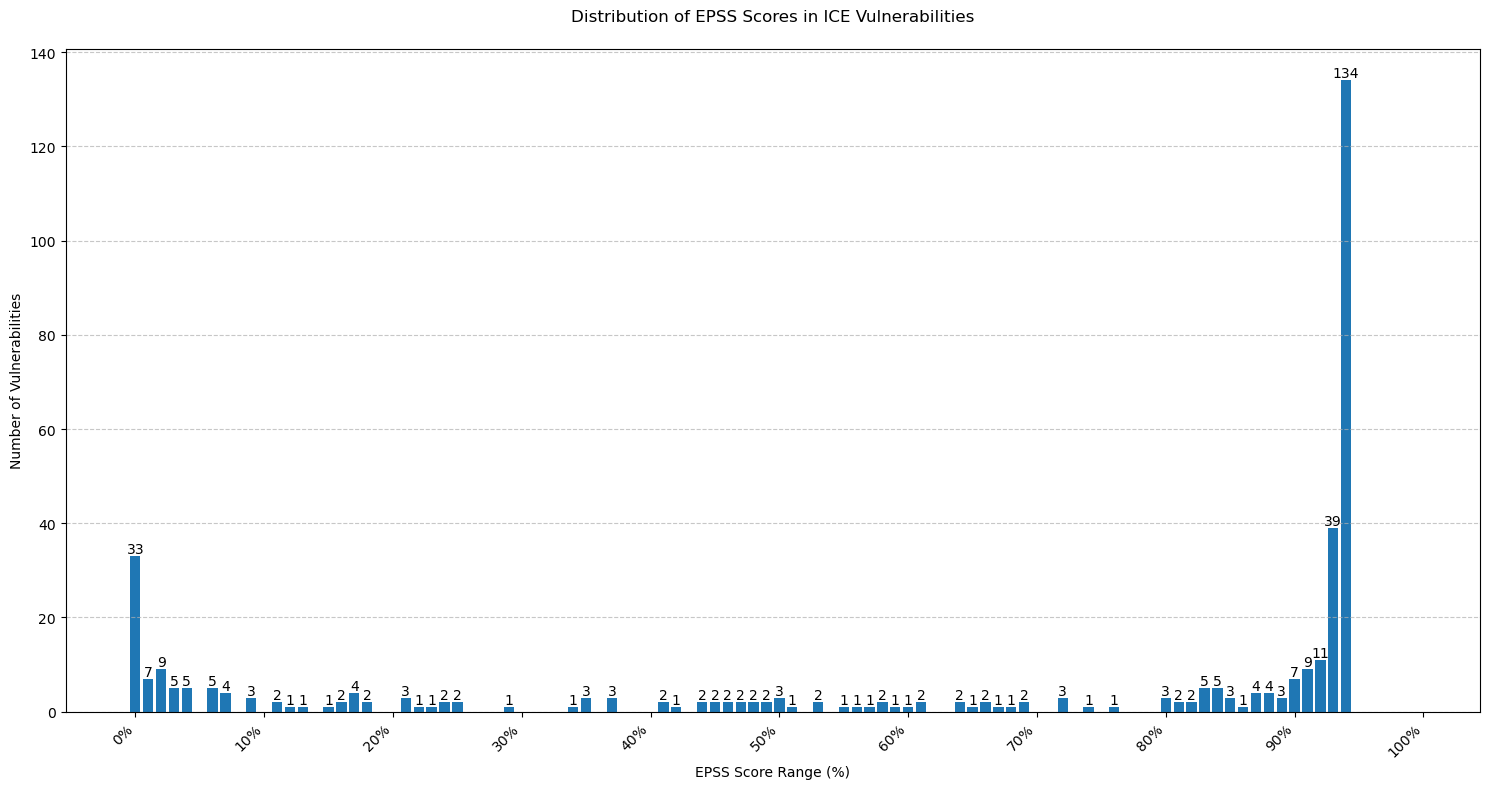 Distribution of EPSS Scores in ICE Vulnerabilities
140
120
100
80
60
40
20
0
Number of Vulnerabilities
33 7 9 5 5 5 4 3 2 1 1 1 2 4 2 3 1 1 2 2 1 1 3 3 2 1 2 2 2 2 2 2 3 1 2 1 1 1 2 1 1 2 2 1 2 1 1 2 3 1 1 3 2 2 5 5 3 1 4 4 3 7 9 11 39 134
0% 10% 20% 30% 40% 50% 60% 70% 80% 90% 100%
EPSS Score Range (%)